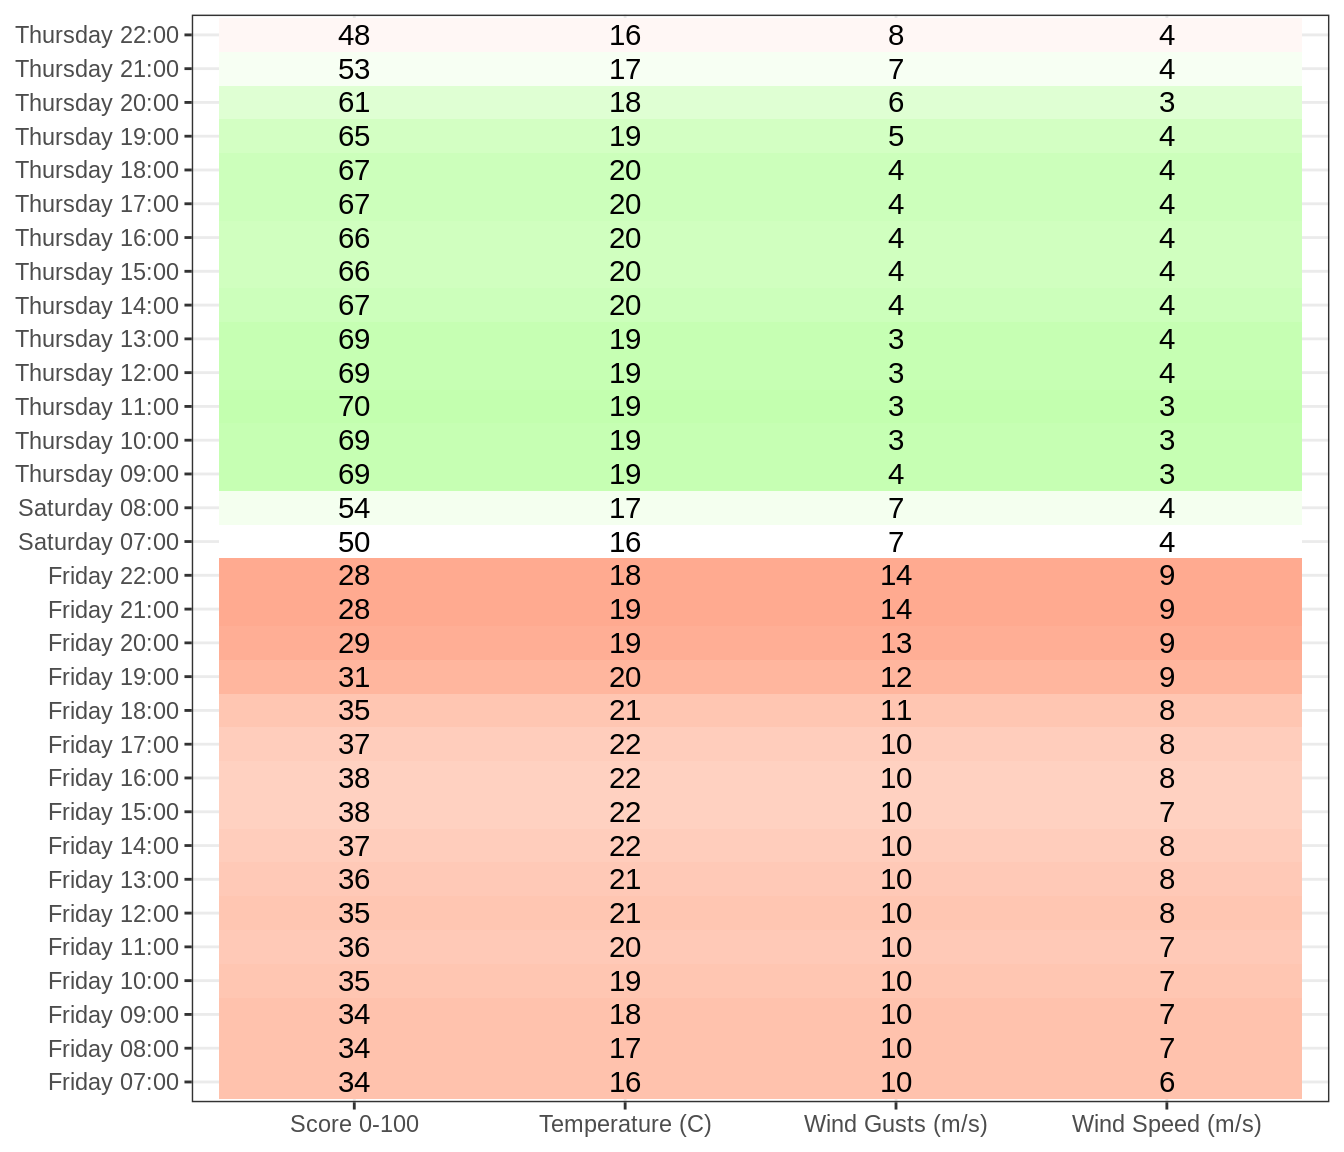 Thursday 22:00 48 16 8 4
Thursday 21:00 53 17 7 4
Thursday 20:00 61 18 6 3
Thursday 19:00 65 19 5 4
Thursday 18:00 67 20 4 4
Thursday 17:00 67 20 4 4
Thursday 16:00 66 20 4 4
Thursday 15:00 66 20 4 4
Thursday 14:00 67 20 4 4
Thursday 13:00 69 19 3 4
Thursday 12:00 69 19 3 4
Thursday 11:00 70 19 3 3
Thursday 10:00 69 19 3 3
Thursday 09:00 69 19 4 3
Saturday 08:00 54 17 7 4
Saturday 07:00 50 16 7 4
Friday 22:00 28 18 14 9
Friday 21:00 28 19 14 9
Friday 20:00 29 19 13 9
Friday 19:00 31 20 12 9
Friday 18:00 35 21 11 8
Friday 17:00 37 22 10 8
Friday 16:00 38 22 10 8
Friday 15:00 38 22 10 7
Friday 14:00 37 22 10 8
Friday 13:00 36 21 10 8
Friday 12:00 35 21 10 8
Friday 11:00 36 20 10 7
Friday 10:00 35 19 10 7
Friday 09:00 34 18 10 7
Friday 08:00 34 17 10 7
Friday 07:00 34 16 10 6
Score 0-100 Temperature (C) Wind Gusts (m/s) Wind Speed (m/s)